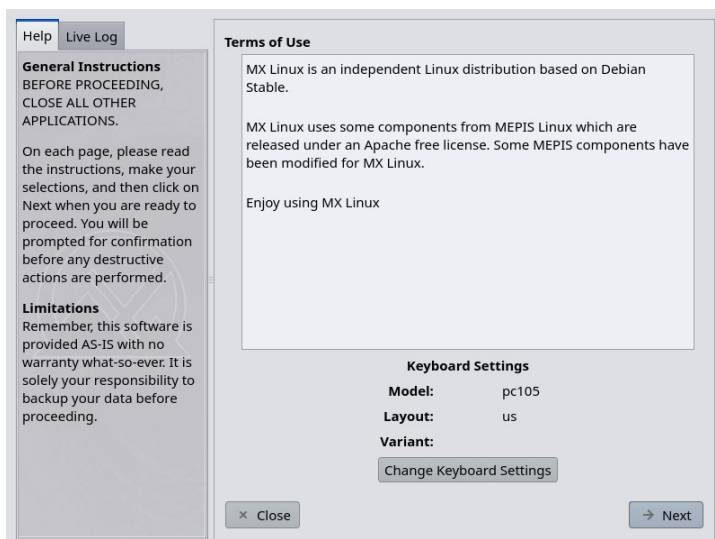 Help
Live Log
General Instructions
BEFORE PROCEEDING,
CLOSE ALL OTHER
APPLICATIONS.
On each page, please read
the instructions, make your
selections, and then click on
Next when you are ready to
proceed. You will be
prompted for confirmation
before any destructive
actions are performed.
Limitations
Remember, this software is
provided AS-IS with no
warranty what-so-ever. It is
solely your responsibility to
backup your data before
proceeding.
Terms of Use
MX Linux is an independent Linux distribution based on Debian
Stable.
MX Linux uses some components from MEPIS Linux which are
released under an Apache free license. Some MEPIS components have
been modified for MX Linux.
Enjoy using MX Linux
Keyboard Settings
Model: pc105
Layout: us
Variant:
Change Keyboard Settings
Close
Next